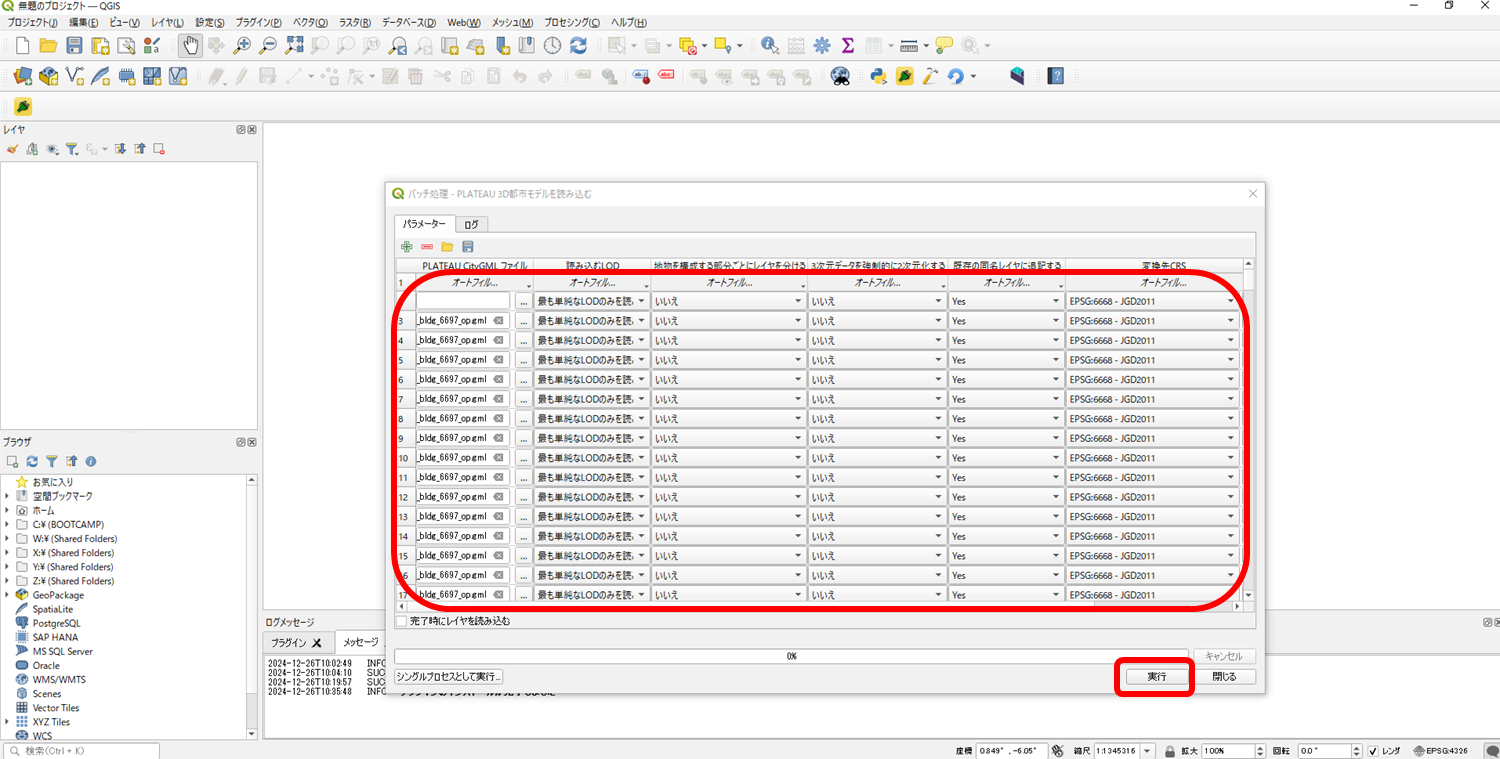 無題のプロジェクト — QGIS
プロジェクト(J) 編集(E) ビュー(V) レイヤ(L) 設定(S) プラグイン(P) ベクタ(O) ラスタ(R) データベース(D) Web(W) メッシュ(M) プロセシング(C) ヘルプ(H)
レイヤ
ブラウザ
お気に入り
空間ブックマーク
ホーム
C:¥ (BOOTCAMP)
W:¥ (Shared Folders)
X:¥ (Shared Folders)
Y:¥ (Shared Folders)
Z:¥ (Shared Folders)
GeoPackage
SpatiaLite
PostgreSQL
SAP HANA
MS SQL Server
Oracle
WMS/WMTS
Scenes
Vector Tiles
XYZ Tiles
WCS
検索(Ctrl + K)
バッチ処理 - PLATEAU 3D都市モデルを読み込む
パラメーター ログ
PLATEAU CityGML ファイル 読み込むLOD 地物を構成する部分ごとにレイヤを分ける 3次元データを強制的に2次元化する 既存の同名レイヤに追記する 変換先CRS
1 オートフィル... オートフィル... オートフィル... オートフィル... オートフィル... オートフィル...
... 最も単純なLODのみを読 いいえ いいえ Yes EPSG:6668 - JGD2011
3 _bldg_6697_op.gml ... 最も単純なLODのみを読 いいえ いいえ Yes EPSG:6668 - JGD2011
4 _bldg_6697_op.gml ... 最も単純なLODのみを読 いいえ いいえ Yes EPSG:6668 - JGD2011
5 _bldg_6697_op.gml ... 最も単純なLODのみを読 いいえ いいえ Yes EPSG:6668 - JGD2011
6 _bldg_6697_op.gml ... 最も単純なLODのみを読 いいえ いいえ Yes EPSG:6668 - JGD2011
7 _bldg_6697_op.gml ... 最も単純なLODのみを読 いいえ いいえ Yes EPSG:6668 - JGD2011
8 _bldg_6697_op.gml ... 最も単純なLODのみを読 いいえ いいえ Yes EPSG:6668 - JGD2011
9 _bldg_6697_op.gml ... 最も単純なLODのみを読 いいえ いいえ Yes EPSG:6668 - JGD2011
10 _bldg_6697_op.gml ... 最も単純なLODのみを読 いいえ いいえ Yes EPSG:6668 - JGD2011
11 _bldg_6697_op.gml ... 最も単純なLODのみを読 いいえ いいえ Yes EPSG:6668 - JGD2011
12 _bldg_6697_op.gml ... 最も単純なLODのみを読 いいえ いいえ Yes EPSG:6668 - JGD2011
13 _bldg_6697_op.gml ... 最も単純なLODのみを読 いいえ いいえ Yes EPSG:6668 - JGD2011
14 _bldg_6697_op.gml ... 最も単純なLODのみを読 いいえ いいえ Yes EPSG:6668 - JGD2011
15 _bldg_6697_op.gml ... 最も単純なLODのみを読 いいえ いいえ Yes EPSG:6668 - JGD2011
16 _bldg_6697_op.gml ... 最も単純なLODのみを読 いいえ いいえ Yes EPSG:6668 - JGD2011
17 _bldg_6697_op.gml ... 最も単純なLODのみを読 いいえ いいえ Yes EPSG:6668 - JGD2011
完了時にレイヤを読み込む
0% キャンセル
シングルプロセスとして実行... 実行 閉じる
ログメッセージ
プラグイン メッセージ
2024-12-26T10:02:49 INFO
2024-12-26T10:04:10 SUC
2024-12-26T10:19:57 SUC
2024-12-26T10:35:48 INFO
座標 0.849° , -6.05° 縮尺 1:1345316 拡大 100% 回転 0.0 ° レンダ EPSG:4326